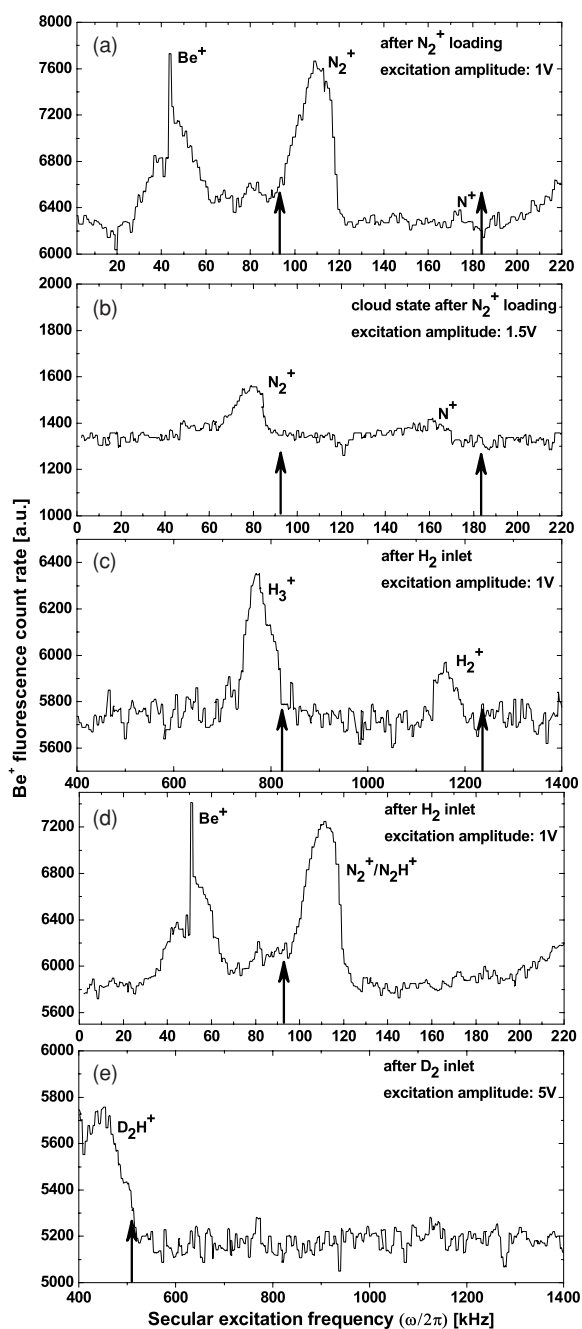 (a)
after N₂⁺ loading
excitation amplitude: 1V
Be⁺
N₂⁺
N⁺
7600
7200
6800
6400
6000
20 40 60 80 100 120 140 160 180 200 220
(b)
cloud state after N₂⁺ loading
excitation amplitude: 1.5V
N₂⁺
N⁺
2000
1800
1600
1400
1200
1000
0 20 40 60 80 100 120 140 160 180 200 220
Be⁺ fluorescence count rate [a.u.]
(c)
after H₂ inlet
excitation amplitude: 1V
H₃⁺
H₂⁺
6400
6200
6000
5800
5600
400 600 800 1000 1200 1400
(d)
after H₂ inlet
excitation amplitude: 1V
Be⁺
N₂⁺/N₂H⁺
7200
6800
6400
6000
5600
0 20 40 60 80 100 120 140 160 180 200 220
(e)
after D₂ inlet
excitation amplitude: 5V
D₂H⁺
6000
5800
5600
5400
5200
5000
400 600 800 1000 1200 1400
Secular excitation frequency (ω/2π) [kHz]